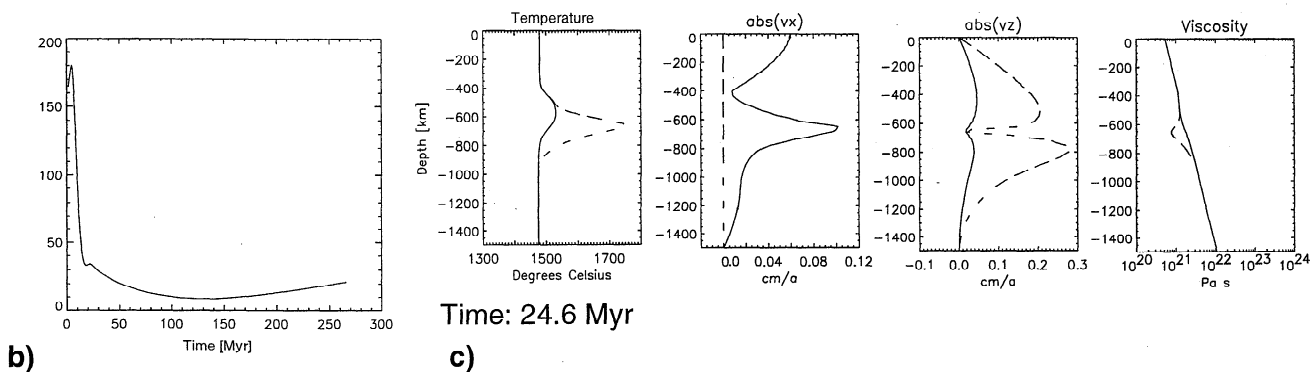 b)
200
150
100
50
0
0 50 100 150 200 250 300
Time [Myr]
c)
Temperature
0
-200
-400
-600
-800
-1000
-1200
-1400
Depth [km]
1300 1500 1700
Degrees Celsius
abs(vx)
0
-200
-400
-600
-800
-1000
-1200
-1400
0.0 0.04 0.08 0.12
cm/a
abs(vz)
0
-200
-400
-600
-800
-1000
-1200
-1400
-0.1 0.0 0.1 0.2 0.3
cm/a
Viscosity
0
-200
-400
-600
-800
-1000
-1200
-1400
10^20 10^21 10^22 10^23 10^24
Pa s
Time: 24.6 Myr